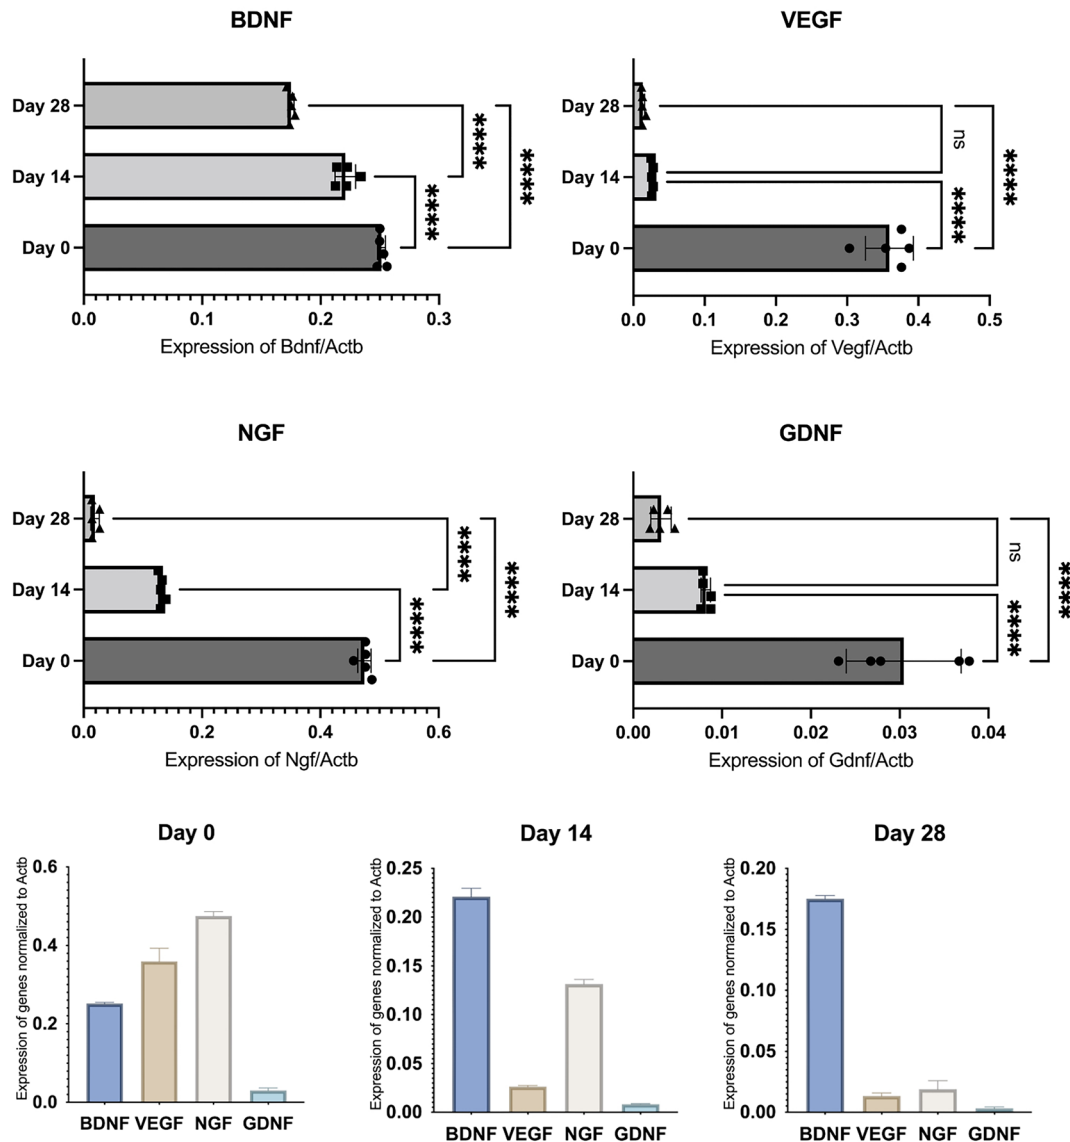 BDNF
Day 28
Day 14
Day 0
****
****
****
0.0 0.1 0.2 0.3
Expression of Bdnf/Actb
VEGF
Day 28
Day 14
Day 0
ns
****
****
0.0 0.1 0.2 0.3 0.4 0.5
Expression of Vegf/Actb
NGF
Day 28
Day 14
Day 0
****
****
****
0.0 0.2 0.4 0.6
Expression of Ngf/Actb
GDNF
Day 28
Day 14
Day 0
ns
****
****
0.00 0.01 0.02 0.03 0.04
Expression of Gdnf/Actb
Day 0
Expression of genes normalized to Actb
0.6
0.4
0.2
0.0
BDNF VEGF NGF GDNF
Day 14
Expression of genes normalized to Actb
0.25
0.20
0.15
0.10
0.05
0.00
BDNF VEGF NGF GDNF
Day 28
Expression of genes normalized to Actb
0.20
0.15
0.10
0.05
0.00
BDNF VEGF NGF GDNF